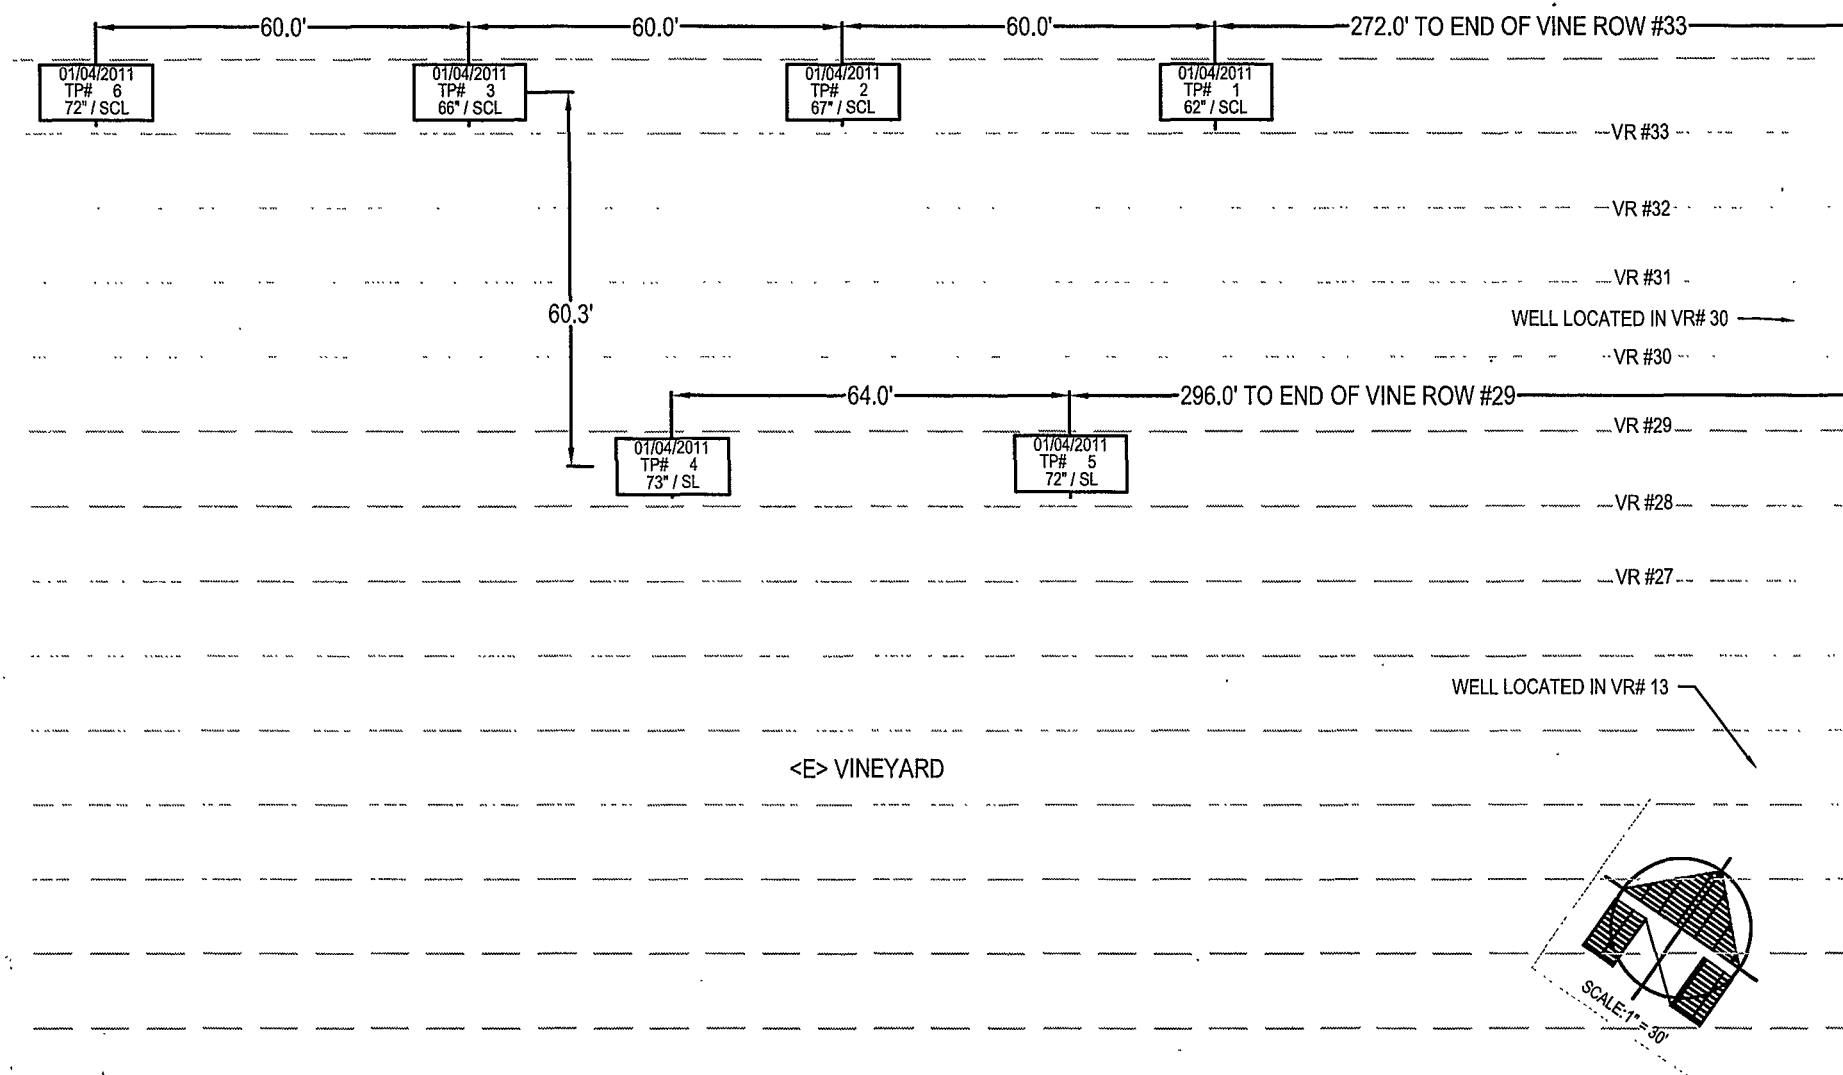 60.0' 60.0' 60.0' 272.0' TO END OF VINE ROW #33
01/04/2011
TP# 6
72" / SCL
01/04/2011
TP# 3
66" / SCL
01/04/2011
TP# 2
67" / SCL
01/04/2011
TP# 1
62" / SCL
VR #33
VR #32
VR #31
60.3'
WELL LOCATED IN VR# 30
VR #30
64.0' 296.0' TO END OF VINE ROW #29
VR #29
01/04/2011
TP# 4
73" / SL
01/04/2011
TP# 5
72" / SL
VR #28
VR #27
WELL LOCATED IN VR# 13
<E> VINEYARD
SCALE:1" = 30'